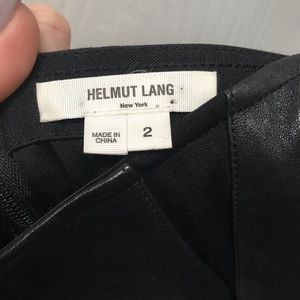 HELMUT LANG
New York
MADE IN
CHINA
2